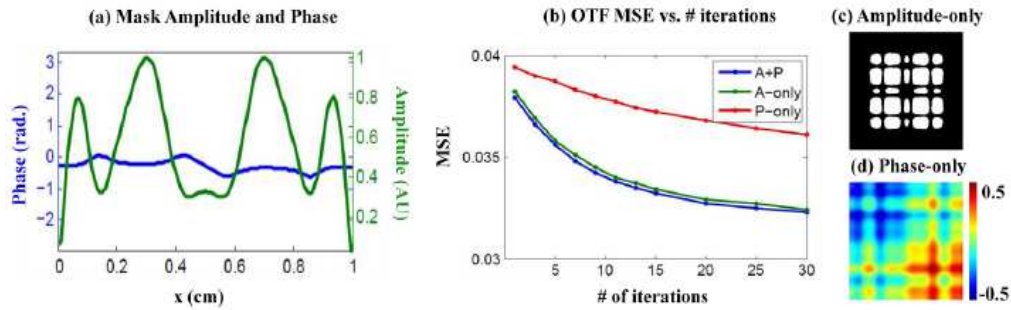 (a) Mask Amplitude and Phase
Phase (rad.)
3
2
1
0
−1
−2
0
0.2
0.4
0.6
0.8
1
x (cm)
1
0.8
0.6
0.4
0.2
Amplitude (AU)
(b) OTF MSE vs. # iterations
MSE
0.04
0.035
0.03
5
10
15
20
25
30
# of iterations
A+P
A−only
P−only
(c) Amplitude-only
(d) Phase-only
0.5
-0.5